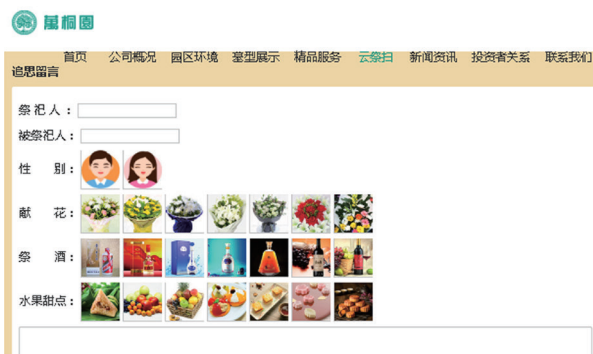 萬桐園
首页 公司概况 园区环境 墓型展示 精品服务 云祭扫 新闻资讯 投资者关系 联系我们
追思留言
祭祀人：
被祭祀人：
性 别：
献 花：
祭 酒：
水果甜点：